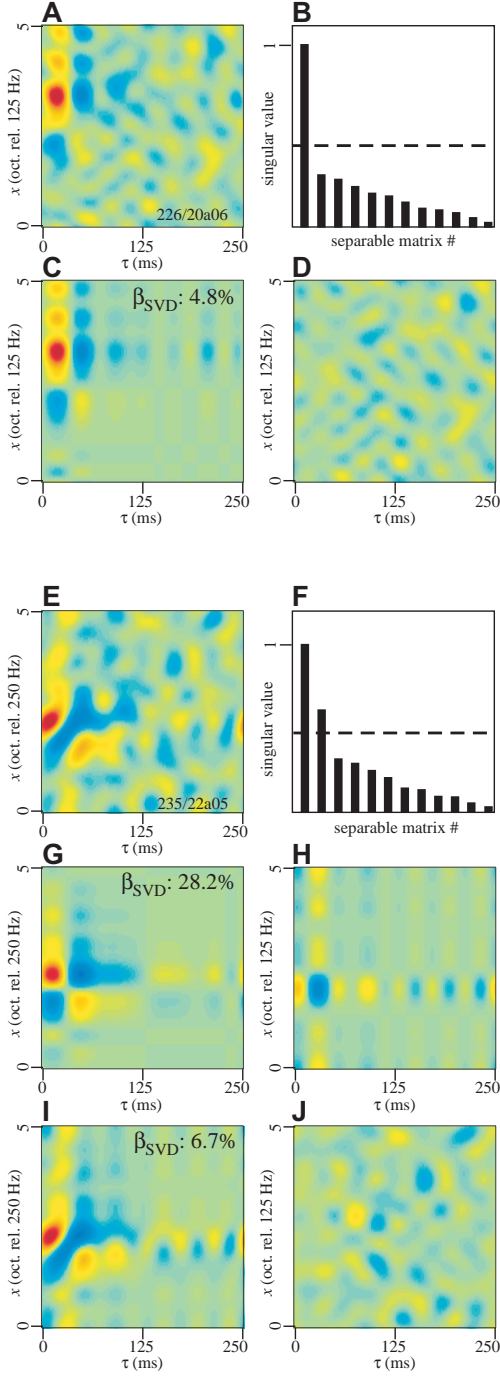 A
B
5
x (oct. rel. 125 Hz)
0
226/20a06
0
125
250
τ (ms)
1
singular value
separable matrix #
C
D
5
βSVD: 4.8%
x (oct. rel. 125 Hz)
0
0
125
250
τ (ms)
5
x (oct. rel. 125 Hz)
0
0
125
250
τ (ms)
E
F
5
x (oct. rel. 250 Hz)
0
235/22a05
0
125
250
τ (ms)
1
singular value
separable matrix #
G
H
5
βSVD: 28.2%
x (oct. rel. 250 Hz)
0
0
125
250
τ (ms)
5
x (oct. rel. 125 Hz)
0
0
125
250
τ (ms)
I
J
5
βSVD: 6.7%
x (oct. rel. 250 Hz)
0
0
125
250
τ (ms)
5
x (oct. rel. 125 Hz)
0
0
125
250
τ (ms)